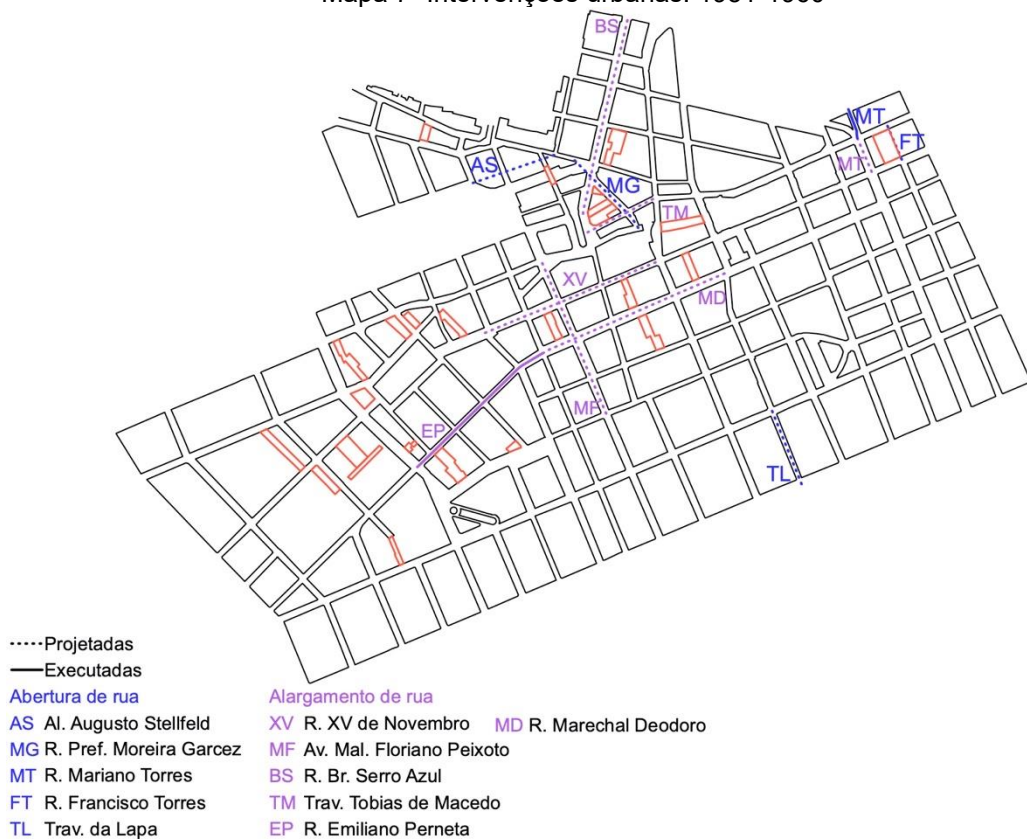 BS
MT
FT
AS
MT
MG
TM
XV
MD
MF
EP
TL
Projetadas
Executadas
Abertura de rua
AS Al. Augusto Stellfeld
MG R. Pref. Moreira Garcez
MT R. Mariano Torres
FT R. Francisco Torres
TL Trav. da Lapa
Alargamento de rua
XV R. XV de Novembro
MD R. Marechal Deodoro
MF Av. Mal. Floriano Peixoto
BS R. Br. Serro Azul
TM Trav. Tobias de Macedo
EP R. Emiliano Perneta